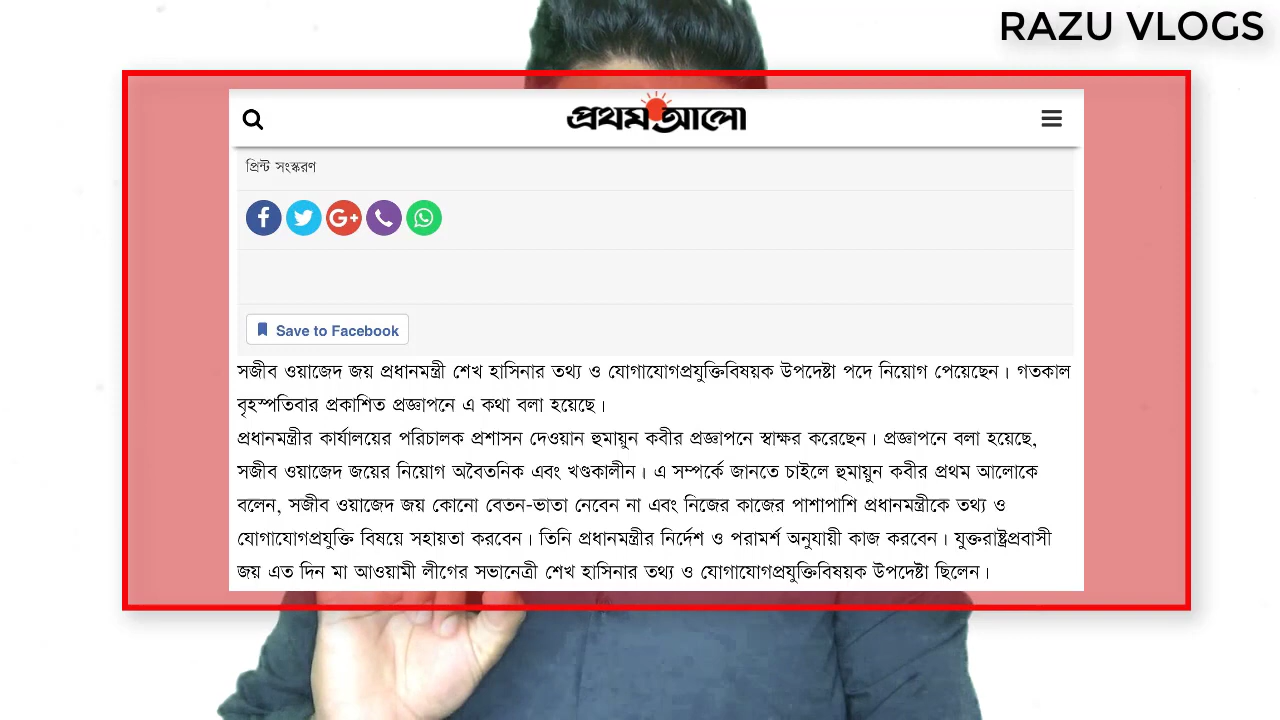 RAZU VLOGS
প্রথম আলো
প্রিন্ট সংস্করণ
Save to Facebook
সজীব ওয়াজেদ জয় প্রধানমন্ত্রী শেখ হাসিনার তথ্য ও যোগাযোগপ্রযুক্তিবিষয়ক উপদেষ্টা পদে নিয়োগ পেয়েছেন। গতকাল
বৃহস্পতিবার প্রকাশিত প্রজ্ঞাপনে এ কথা বলা হয়েছে।
প্রধানমন্ত্রীর কার্যালয়ের পরিচালক প্রশাসন দেওয়ান হুমায়ুন কবীর প্রজ্ঞাপনে স্বাক্ষর করেছেন। প্রজ্ঞাপনে বলা হয়েছে,
সজীব ওয়াজেদ জয়ের নিয়োগ অবৈতনিক এবং খণ্ডকালীন। এ সম্পর্কে জানতে চাইলে হুমায়ুন কবীর প্রথম আলোকে
বলেন, সজীব ওয়াজেদ জয় কোনো বেতন-ভাতা নেবেন না এবং নিজের কাজের পাশাপাশি প্রধানমন্ত্রীকে তথ্য ও
যোগাযোগপ্রযুক্তি বিষয়ে সহায়তা করবেন। তিনি প্রধানমন্ত্রীর নির্দেশ ও পরামর্শ অনুযায়ী কাজ করবেন। যুক্তরাষ্ট্রপ্রবাসী
জয় এত দিন মা আওয়ামী লীগের সভানেত্রী শেখ হাসিনার তথ্য ও যোগাযোগপ্রযুক্তিবিষয়ক উপদেষ্টা ছিলেন।